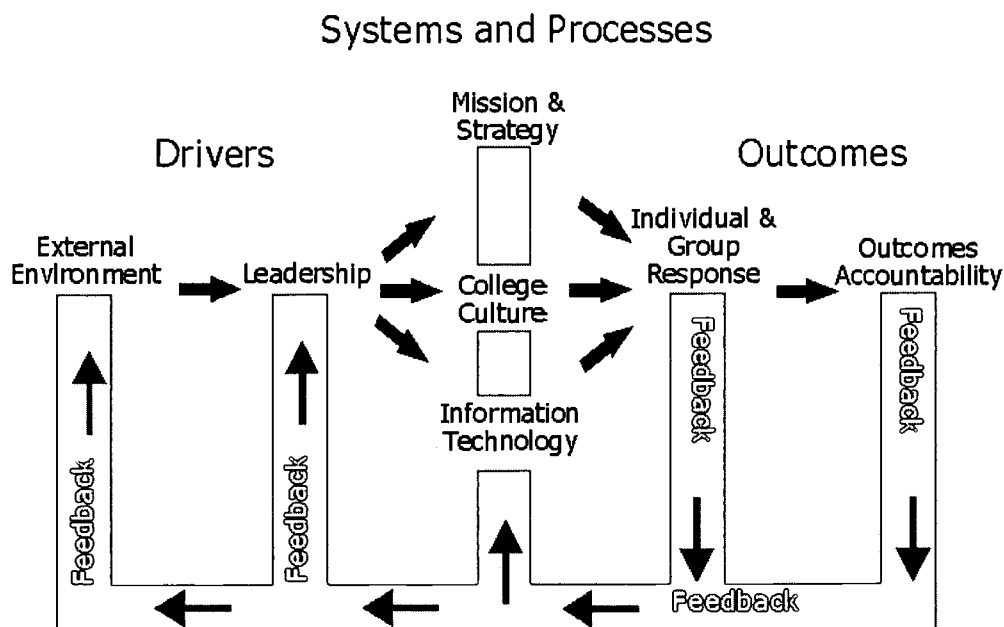 Systems and Processes
Drivers
Mission &
Strategy
Outcomes
External
Environment
Leadership
College
Culture
Information
Technology
Individual &
Group
Response
Outcomes
Accountability
Feedback
Feedback
Feedback
Feedback
Feedback